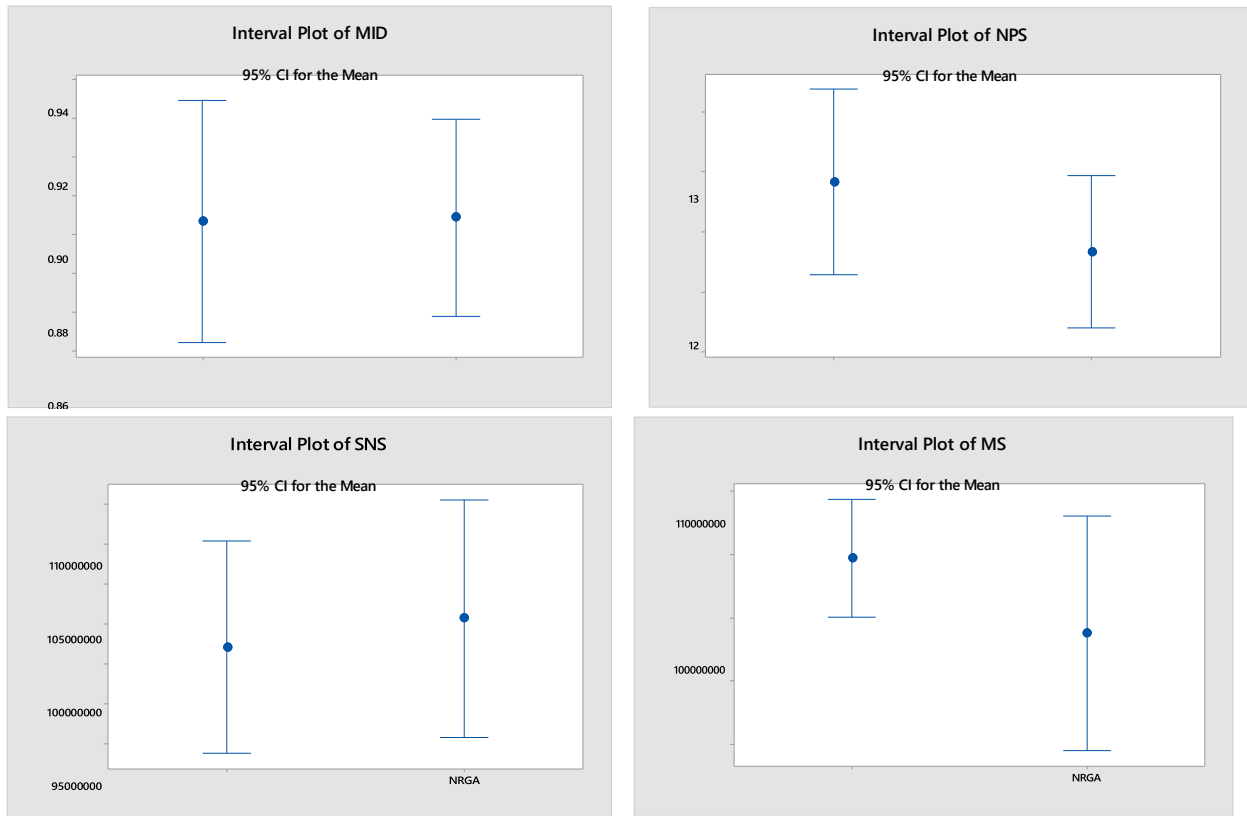 Interval Plot of MID
95% CI for the Mean
0.94
0.92
0.90
0.88
0.86
Interval Plot of NPS
95% CI for the Mean
13
12
Interval Plot of SNS
95% CI for the Mean
110000000
105000000
100000000
95000000
NRGA
Interval Plot of MS
95% CI for the Mean
110000000
100000000
NRGA